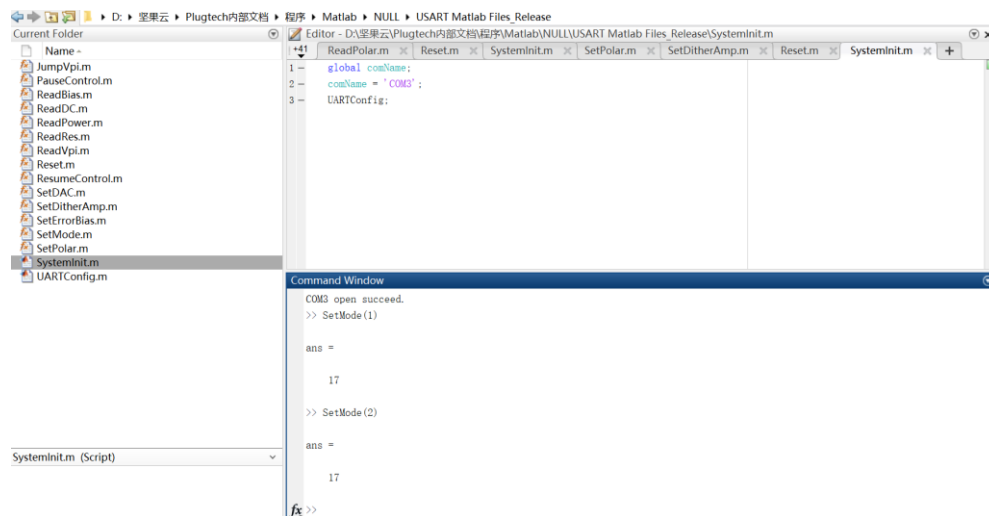 D: ▸ 坚果云 ▸ Plugtech内部文档 ▸ 程序 ▸ Matlab ▸ NULL ▸ USART Matlab Files_Release
Current Folder
Name
JumpVpi.m
PauseControl.m
ReadBias.m
ReadDC.m
ReadPower.m
ReadRes.m
ReadVpi.m
Reset.m
ResumeControl.m
SetDAC.m
SetDitherAmp.m
SetErrorBias.m
SetMode.m
SetPolar.m
SystemInit.m
UARTConfig.m
SystemInit.m (Script)
Editor - D:\坚果云\Plugtech内部文档\程序\Matlab\NULL\USART Matlab Files_Release\SystemInit.m
+41 ReadPolar.m Reset.m SystemInit.m SetPolar.m SetDitherAmp.m Reset.m SystemInit.m +
1 – global comName;
2 – comName = 'COM3';
3 – UARTConfig;
Command Window
COM3 open succeed.
>> SetMode(1)
ans =
17
>> SetMode(2)
ans =
17
fx >>